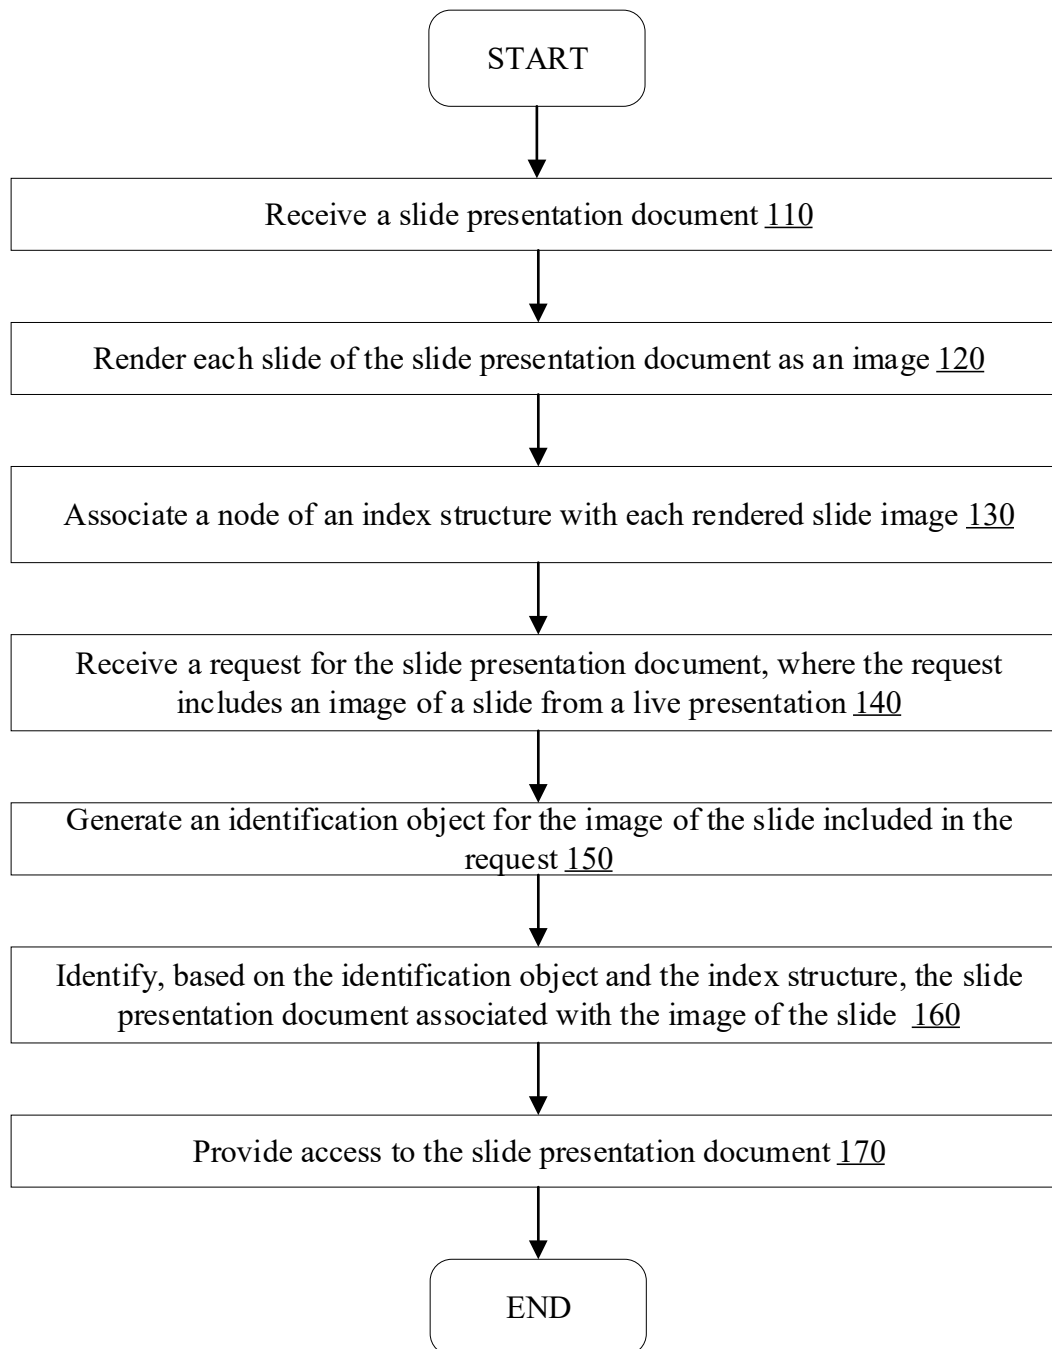 START
Receive a slide presentation document 110
Render each slide of the slide presentation document as an image 120
Associate a node of an index structure with each rendered slide image 130
Receive a request for the slide presentation document, where the request
includes an image of a slide from a live presentation 140
Generate an identification object for the image of the slide included in the
request 150
Identify, based on the identification object and the index structure, the slide
presentation document associated with the image of the slide 160
Provide access to the slide presentation document 170
END